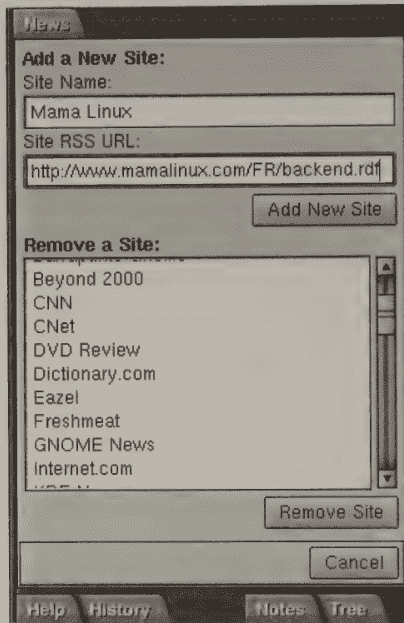 News
Add a New Site:
Site Name:
Mama Linux
Site RSS URL:
http://www.mamalinux.com/FR/backend.rdf
Add New Site
Remove a Site:
Beyond 2000
CNN
CNet
DVD Review
Dictionary.com
Eazel
Freshmeat
GNOME News
Internet.com
Remove Site
Cancel
Help History Notes Tree